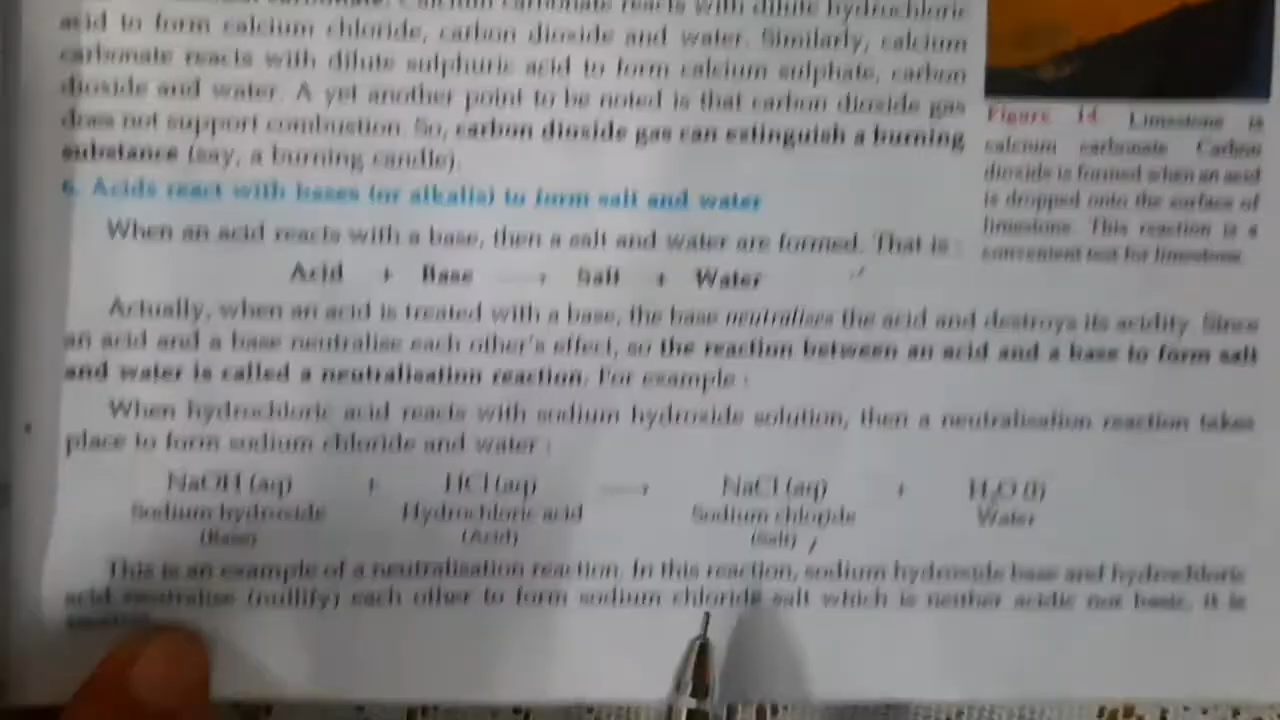 acid to form calcium chloride, carbon dioxide and water. Similarly, calcium
carbonate reacts with dilute sulphuric acid to form calcium sulphate, carbon
dioxide and water. A yet another point to be noted is that carbon dioxide gas
does not support combustion. So, carbon dioxide gas can extinguish a burning
substance (say, a burning candle).
Figure 14. Limestone is
calcium carbonate. Carbon
dioxide is formed when an acid
is dropped onto the surface of
limestone. This reaction is a
convenient test for limestone.
6. Acids react with bases (or alkalis) to form salt and water
When an acid reacts with a base, then a salt and water are formed. That is :
Acid + Base ⟶ Salt + Water
Actually, when an acid is treated with a base, the base neutralises the acid and destroys its acidity. Since
an acid and a base neutralise each other's effect, so the reaction between an acid and a base to form salt
and water is called a neutralisation reaction. For example :
When hydrochloric acid reacts with sodium hydroxide solution, then a neutralisation reaction takes
place to form sodium chloride and water :
NaOH (aq) + HCl (aq) ⟶ NaCl (aq) + H₂O (l)
Sodium hydroxide Hydrochloric acid Sodium chloride Water
(Base) (Acid) (Salt)
This is an example of a neutralisation reaction. In this reaction, sodium hydroxide base and hydrochloric
acid neutralise (nullify) each other to form sodium chloride salt which is neither acidic nor basic, it is